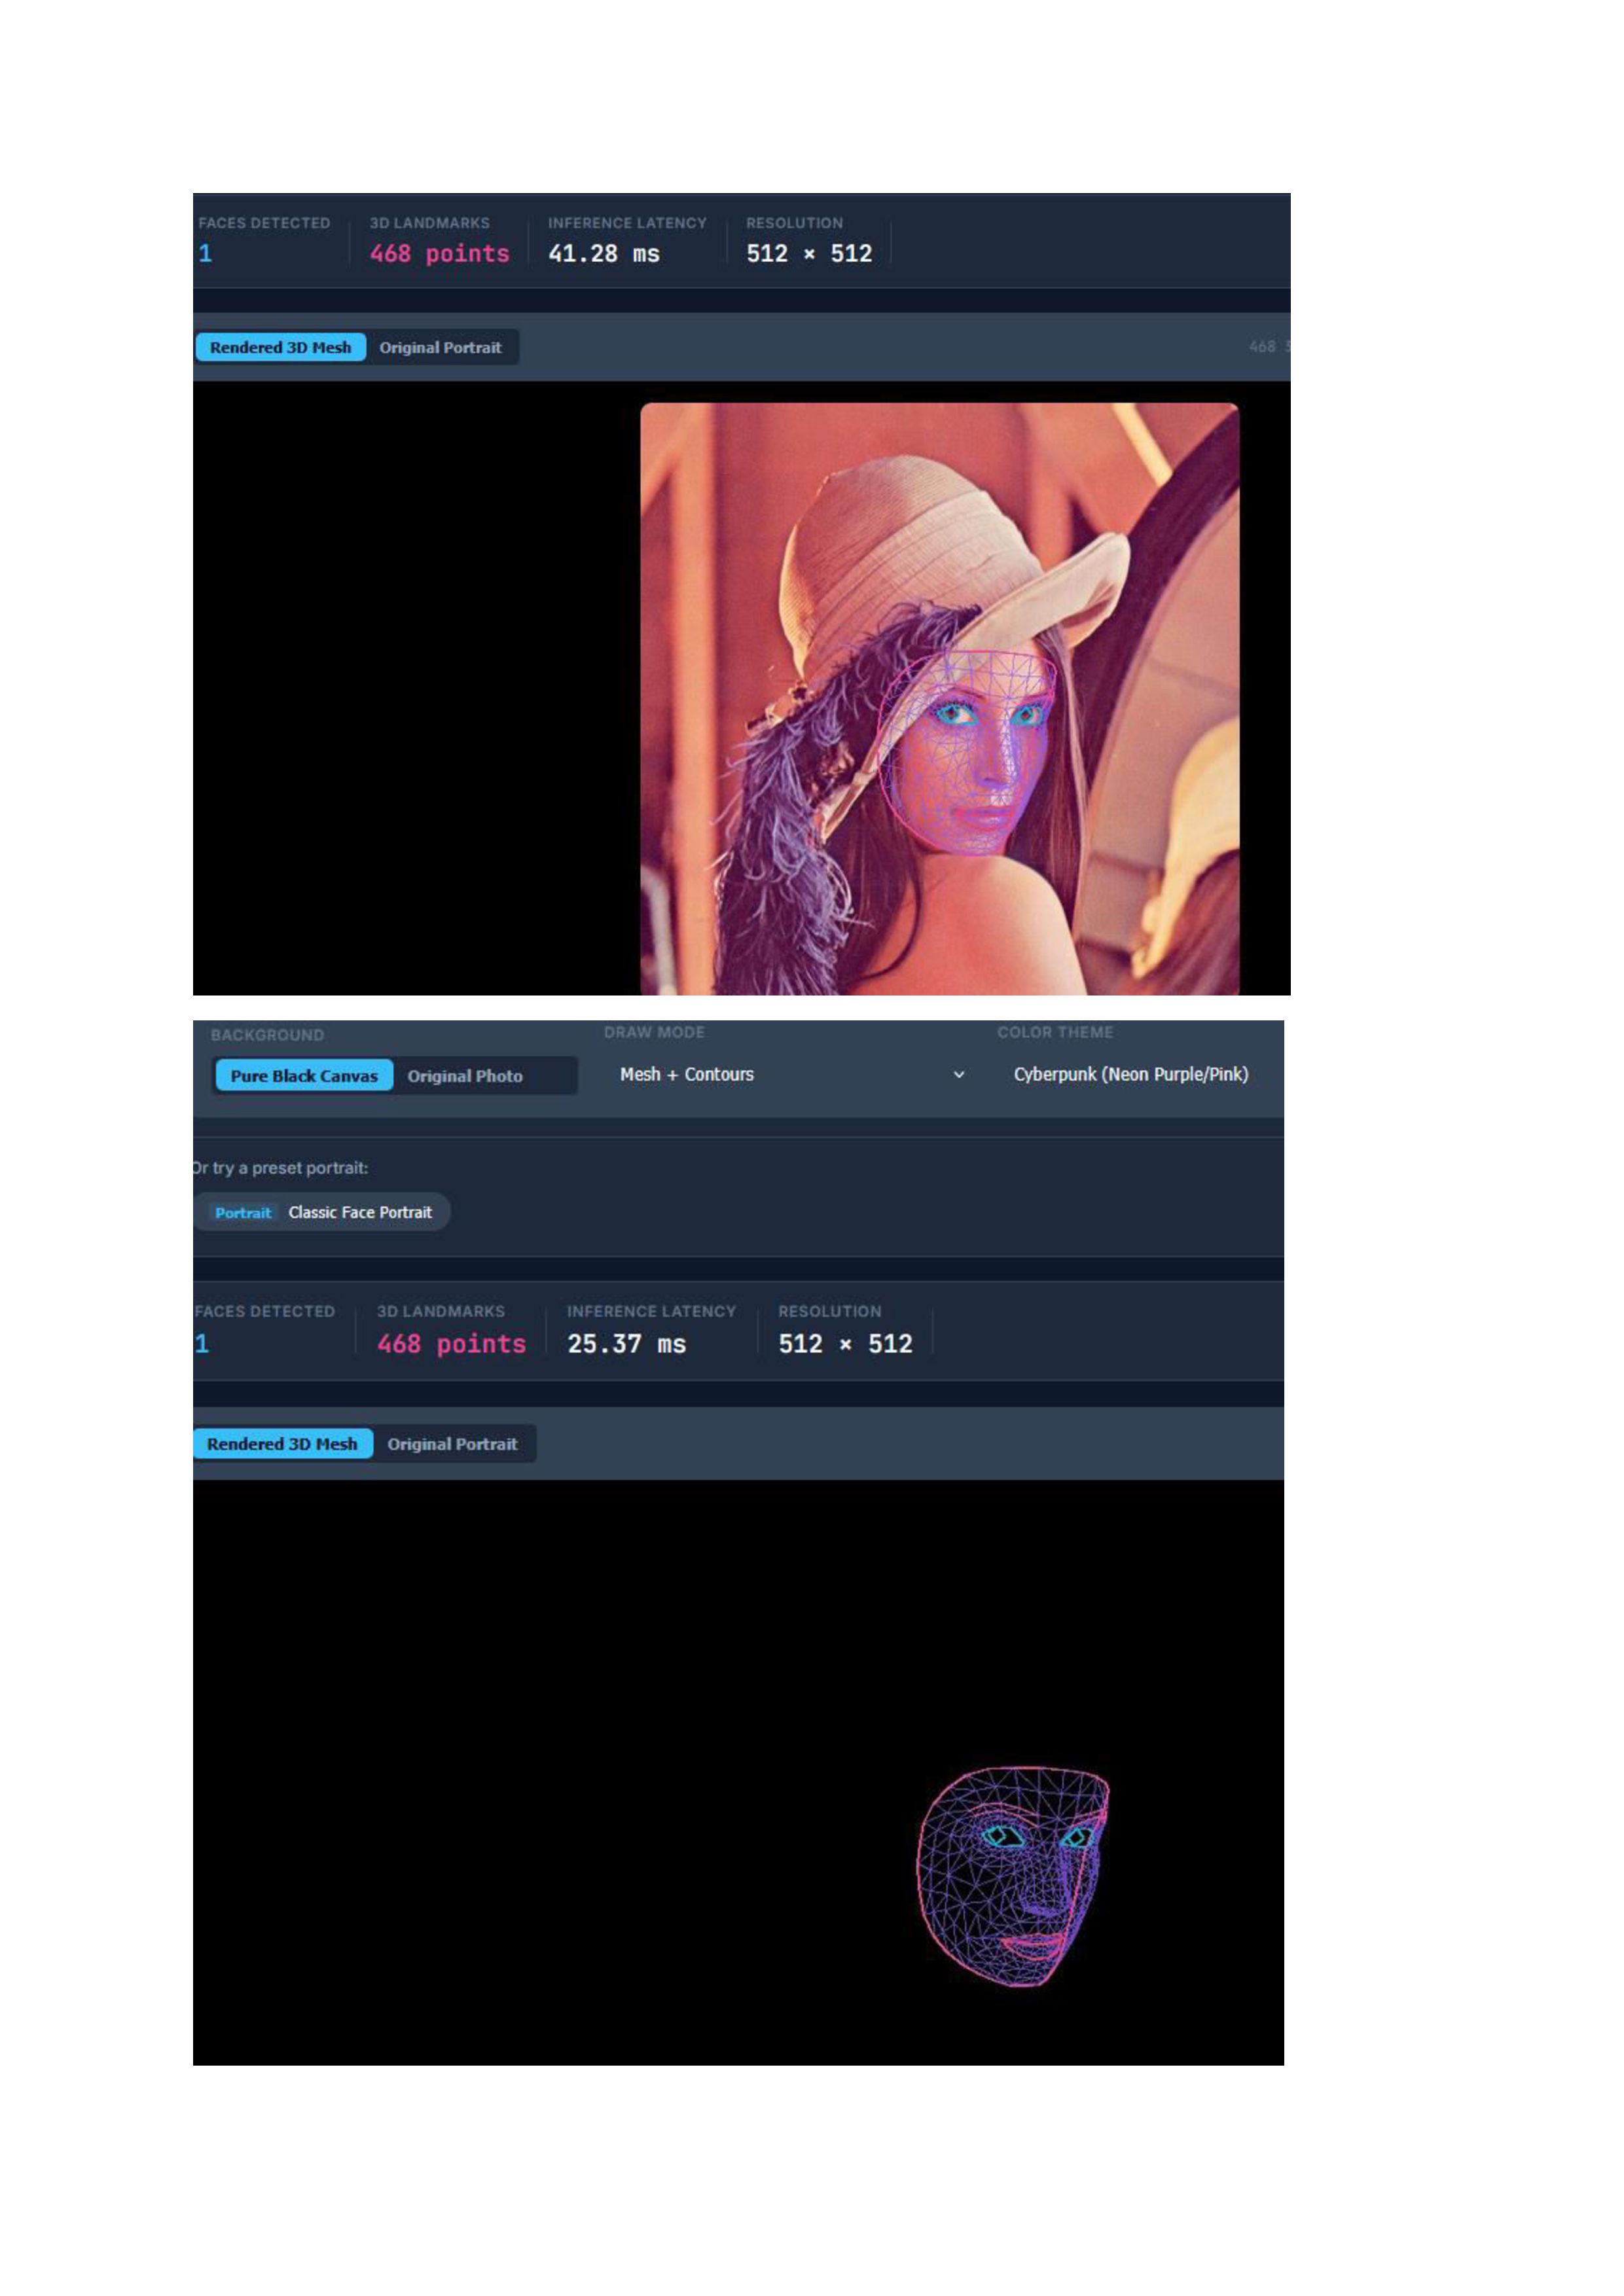 FACES DETECTED 3D LANDMARKS INFERENCE LATENCY RESOLUTION
1 468 points 41.28 ms 512 × 512
Rendered 3D Mesh Original Portrait 468
BACKGROUND DRAW MODE COLOR THEME
Pure Black Canvas Original Photo Mesh + Contours Cyberpunk (Neon Purple/Pink)
Or try a preset portrait:
Portrait Classic Face Portrait
FACES DETECTED 3D LANDMARKS INFERENCE LATENCY RESOLUTION
1 468 points 25.37 ms 512 × 512
Rendered 3D Mesh Original Portrait